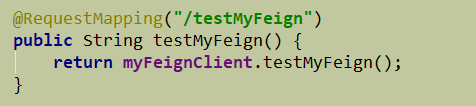 @RequestMapping("/testMyFeign")
public String testMyFeign() {
    return myFeignClient.testMyFeign();
}